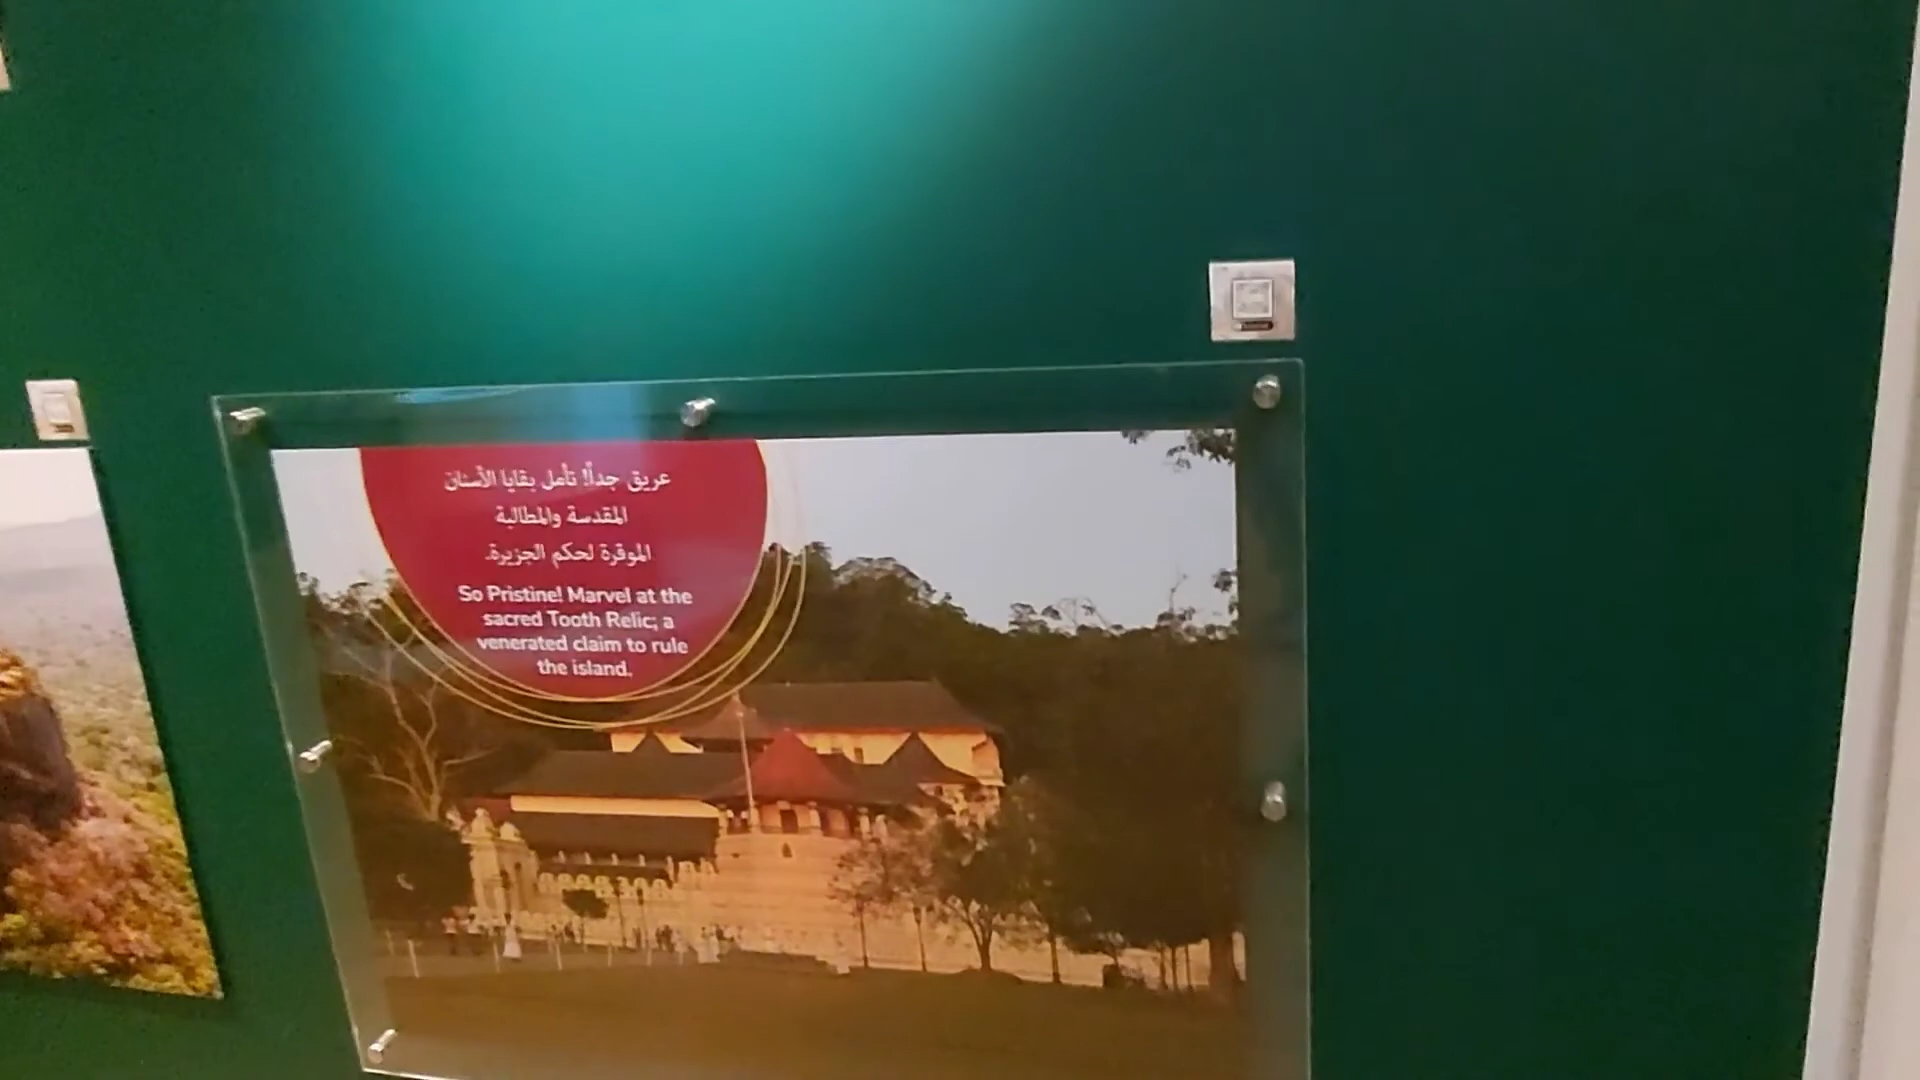 عريق جداً! تأمل بقايا الأسنان
المقدسة والمطالبة
الموقرة لحكم الجزيرة.
So Pristine! Marvel at the
sacred Tooth Relic; a
venerated claim to rule
the island.